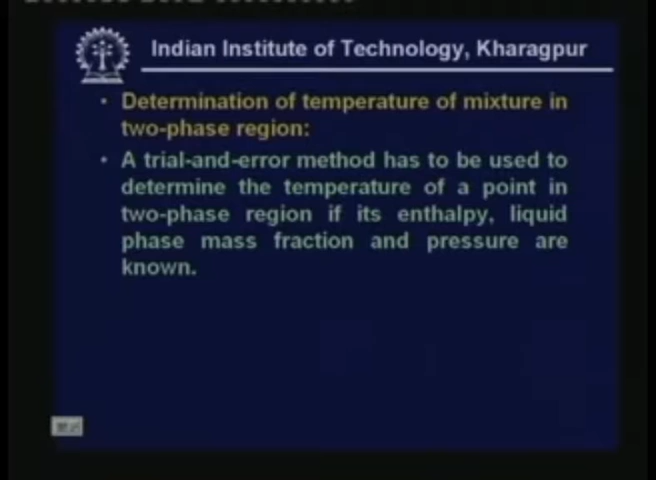 Indian Institute of Technology, Kharagpur
• Determination of temperature of mixture in
two-phase region:
• A trial-and-error method has to be used to
determine the temperature of a point in
two-phase region if its enthalpy, liquid
phase mass fraction and pressure are
known.